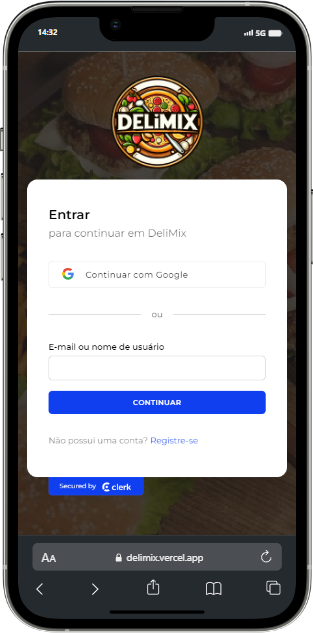 14:32
5G
DELiMIX
Entrar
para continuar em DeliMix
Continuar com Google
ou
E-mail ou nome de usuário
CONTINUAR
Não possui uma conta? Registre-se
Secured by clerk
AA delimix.vercel.app